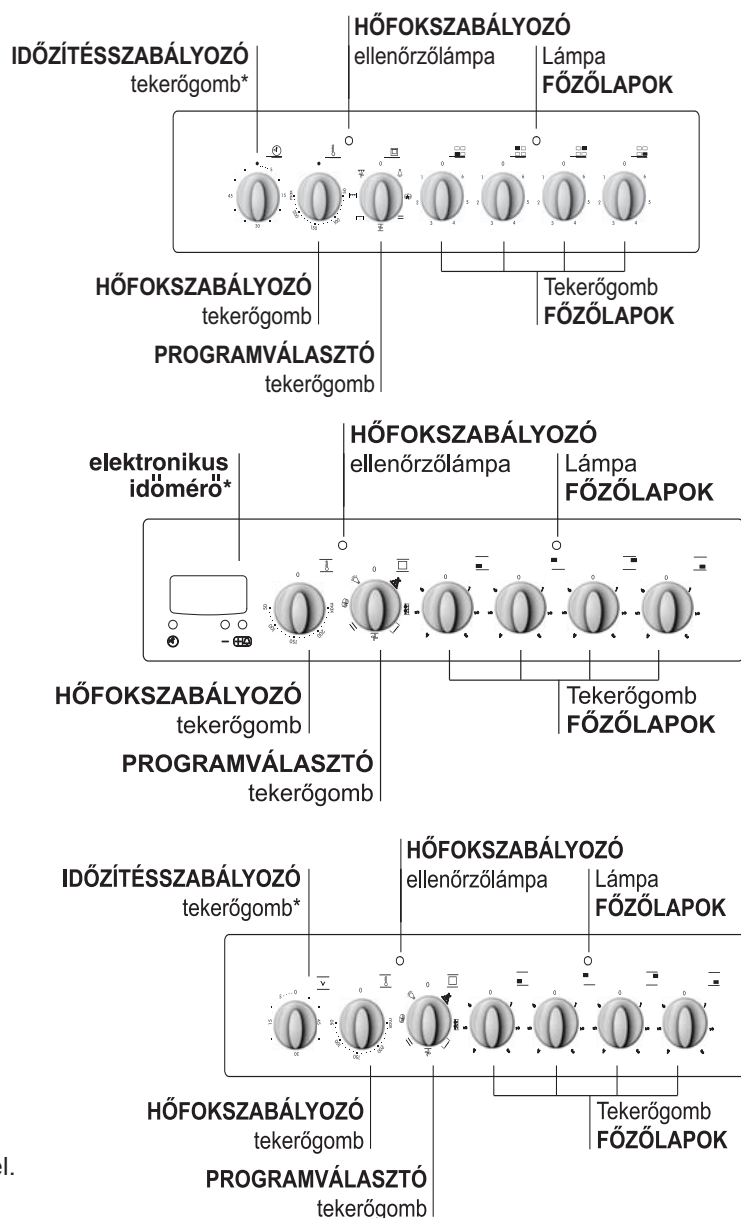 HŐFOKSZABÁLYOZÓ
ellenőrzőlámpa
IDŐZÍTÉSSZABÁLYOZÓ
tekerőgomb*
Lámpa
FŐZŐLAPOK
HŐFOKSZABÁLYOZÓ
tekerőgomb
Tekerőgomb
FŐZŐLAPOK
PROGRAMVÁLASZTÓ
tekerőgomb
HŐFOKSZABÁLYOZÓ
ellenőrzőlámpa
elektronikus
időmérő*
Lámpa
FŐZŐLAPOK
HŐFOKSZABÁLYOZÓ
tekerőgomb
Tekerőgomb
FŐZŐLAPOK
PROGRAMVÁLASZTÓ
tekerőgomb
HŐFOKSZABÁLYOZÓ
ellenőrzőlámpa
IDŐZÍTÉSSZABÁLYOZÓ
tekerőgomb*
Lámpa
FŐZŐLAPOK
HŐFOKSZABÁLYOZÓ
tekerőgomb
Tekerőgomb
FŐZŐLAPOK
el.
PROGRAMVÁLASZTÓ
tekerőgomb